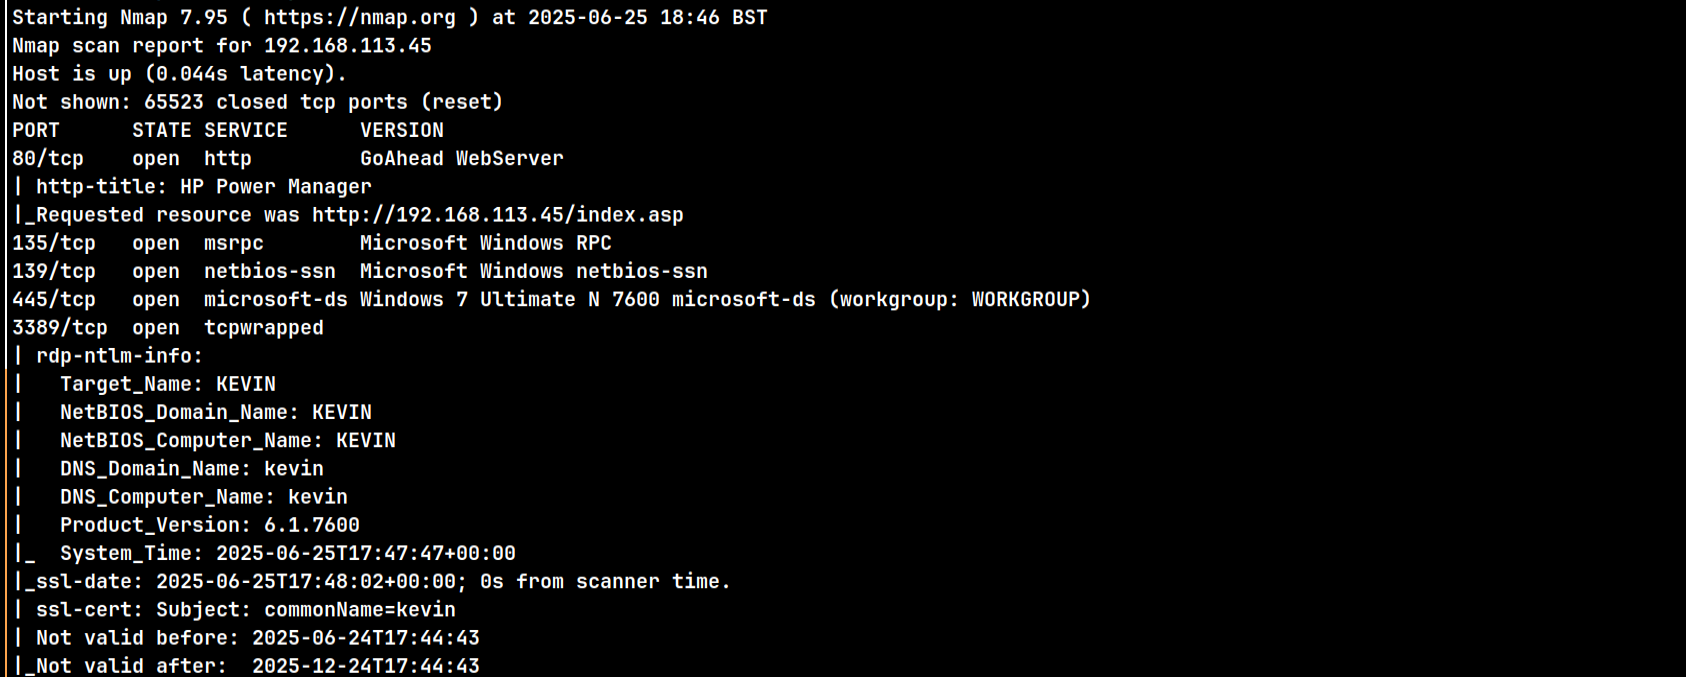 Starting Nmap 7.95 ( https://nmap.org ) at 2025-06-25 18:46 BST
Nmap scan report for 192.168.113.45
Host is up (0.044s latency).
Not shown: 65523 closed tcp ports (reset)
PORT      STATE SERVICE      VERSION
80/tcp    open  http         GoAhead WebServer
| http-title: HP Power Manager
|_Requested resource was http://192.168.113.45/index.asp
135/tcp   open  msrpc        Microsoft Windows RPC
139/tcp   open  netbios-ssn  Microsoft Windows netbios-ssn
445/tcp   open  microsoft-ds Windows 7 Ultimate N 7600 microsoft-ds (workgroup: WORKGROUP)
3389/tcp  open  tcpwrapped
| rdp-ntlm-info:
|   Target_Name: KEVIN
|   NetBIOS_Domain_Name: KEVIN
|   NetBIOS_Computer_Name: KEVIN
|   DNS_Domain_Name: kevin
|   DNS_Computer_Name: kevin
|   Product_Version: 6.1.7600
|_  System_Time: 2025-06-25T17:47:47+00:00
|_ssl-date: 2025-06-25T17:48:02+00:00; 0s from scanner time.
| ssl-cert: Subject: commonName=kevin
| Not valid before: 2025-06-24T17:44:43
|_Not valid after:  2025-12-24T17:44:43